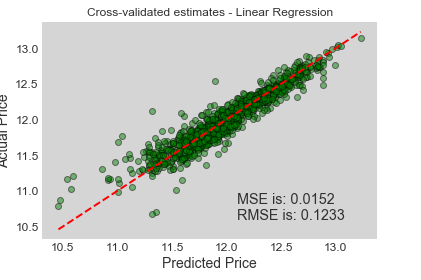 Cross-validated estimates - Linear Regression
Actual Price
13.0
12.5
12.0
11.5
11.0
10.5
MSE is: 0.0152
RMSE is: 0.1233
10.5 11.0 11.5 12.0 12.5 13.0
Predicted Price